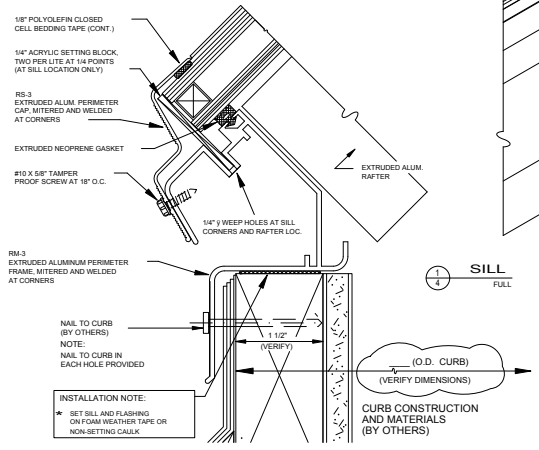 1/8" POLYOLEFIN CLOSED
CELL BEDDING TAPE (CONT.)
1/4" ACRYLIC SETTING BLOCK,
TWO PER LITE AT 1/4 POINTS
(AT SILL LOCATION ONLY)
RS-3
EXTRUDED ALUM. PERIMETER
CAP, MITERED AND WELDED
AT CORNERS
EXTRUDED NEOPRENE GASKET
#10 X 5/8" TAMPER
PROOF SCREW AT 18" O.C.
EXTRUDED ALUM.
RAFTER
1/4" ÿ WEEP HOLES AT SILL
CORNERS AND RAFTER LOC.
RM-3
EXTRUDED ALUMINUM PERIMETER
FRAME, MITERED AND WELDED
AT CORNERS
1
4
SILL
FULL
NAIL TO CURB
(BY OTHERS)
NOTE:
NAIL TO CURB IN
EACH HOLE PROVIDED
1 1/2"
(VERIFY)
(O.D. CURB)
(VERIFY DIMENSIONS)
CURB CONSTRUCTION
AND MATERIALS
(BY OTHERS)
INSTALLATION NOTE:
* SET SILL AND FLASHING
ON FOAM WEATHER TAPE OR
NON-SETTING CAULK